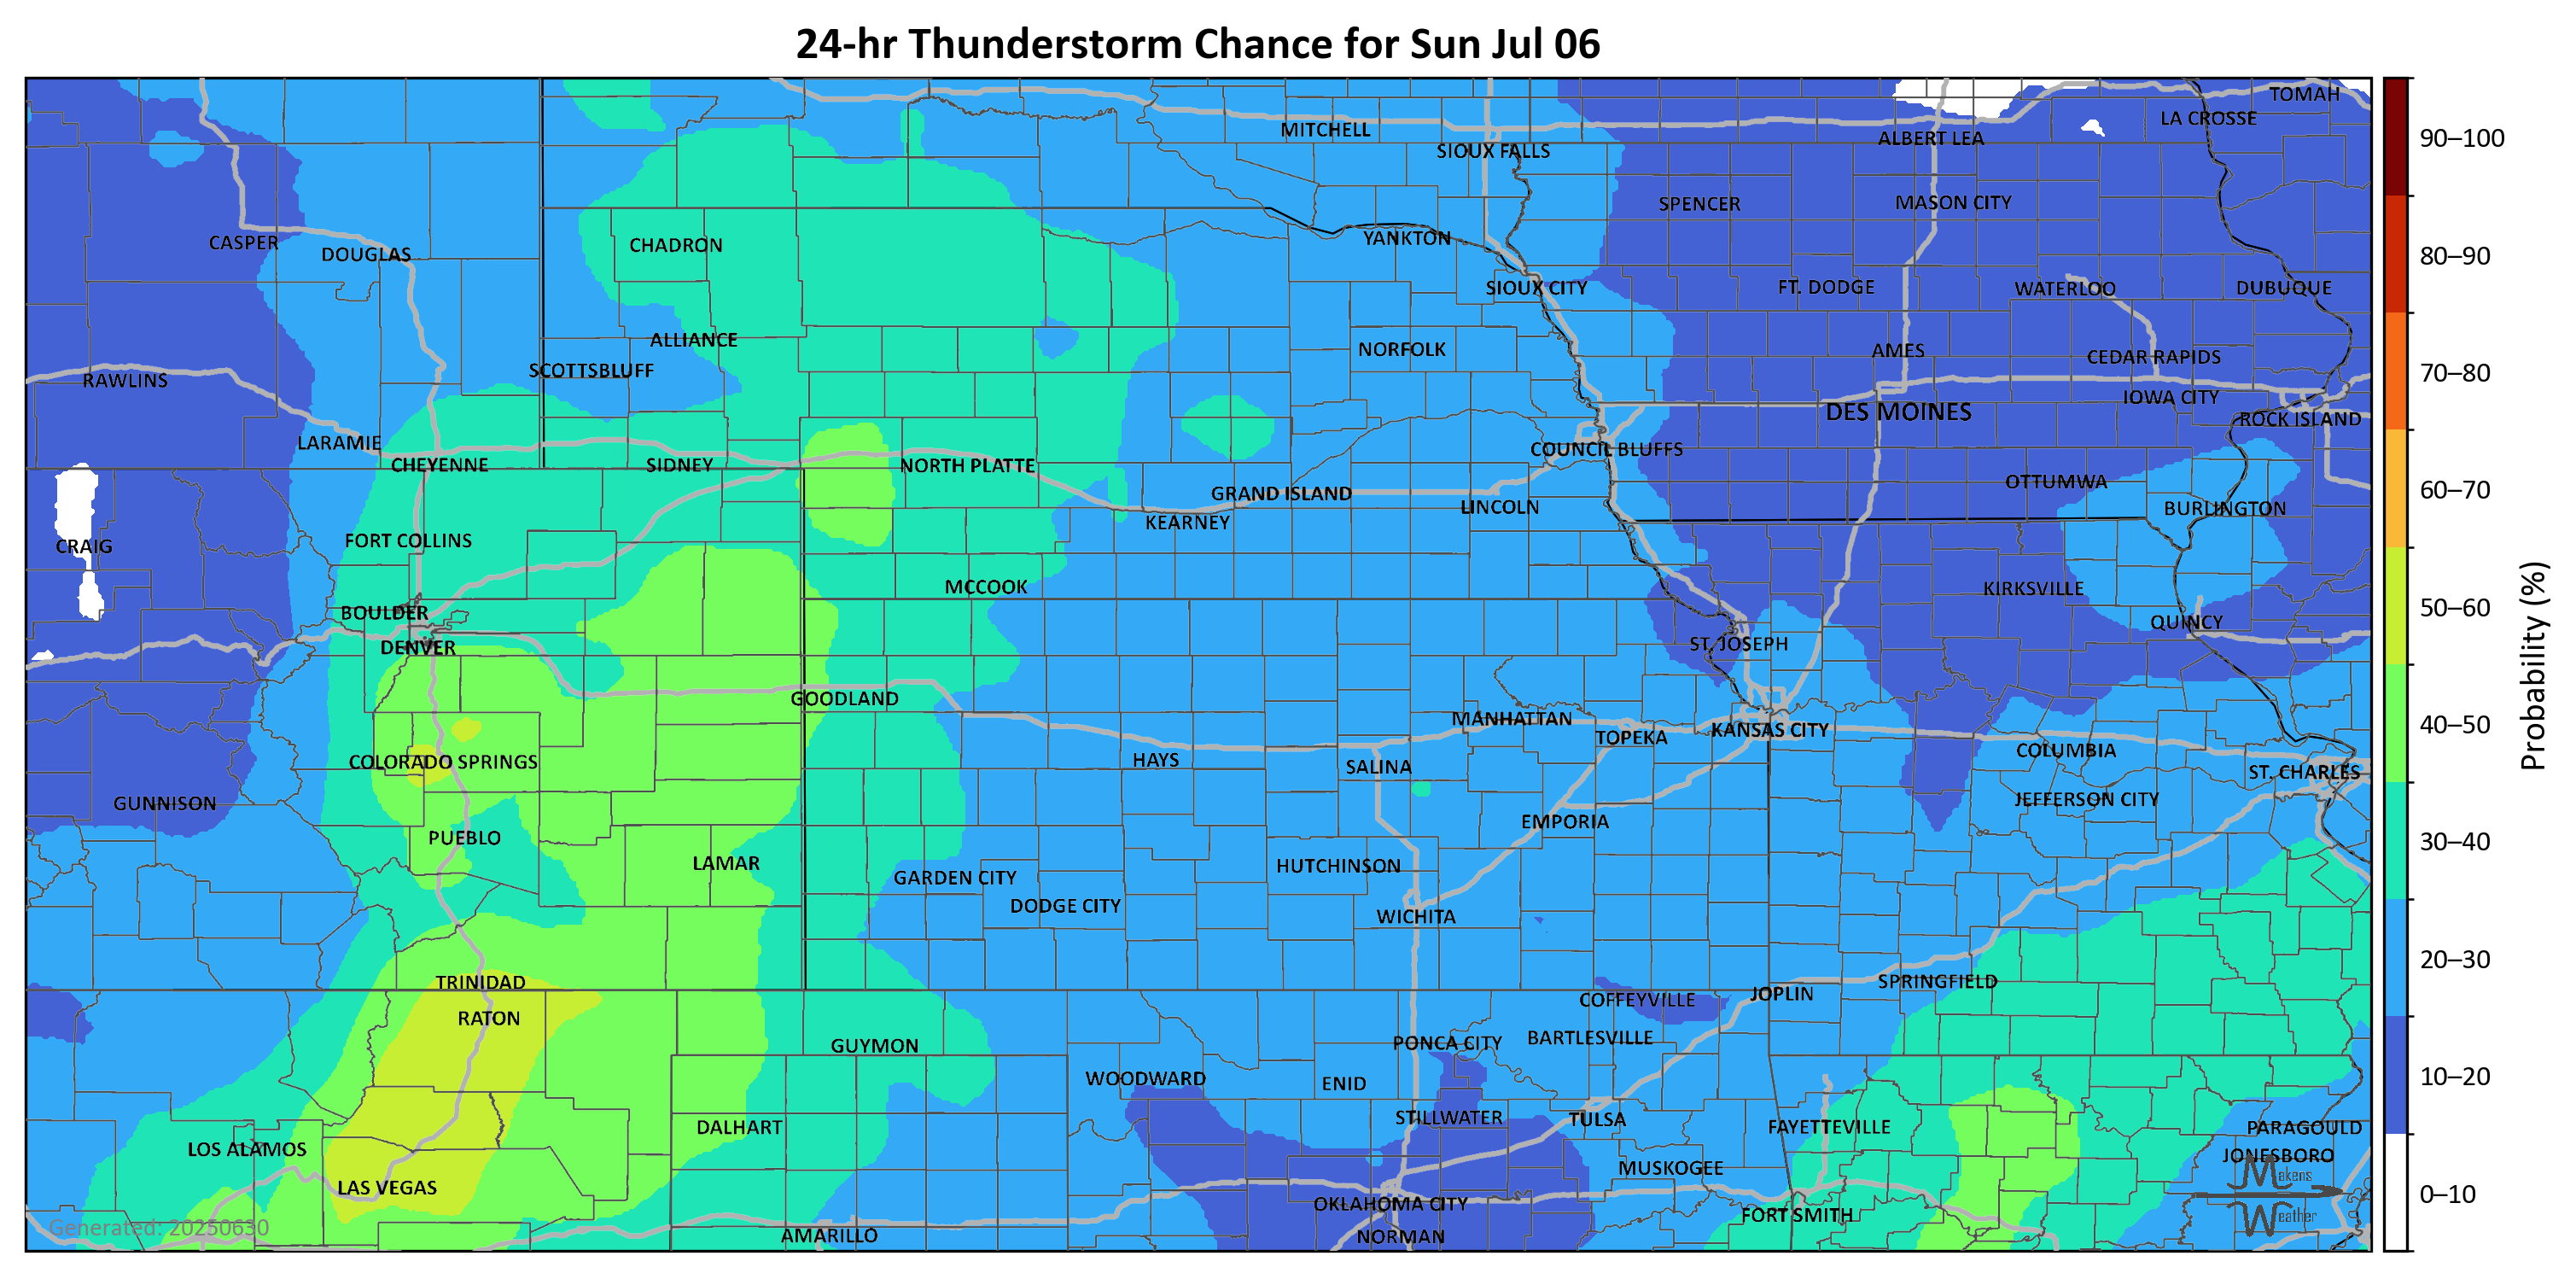 24-hr Thunderstorm Chance for Sun Jul 06
TOMAH
LA CROSSE
MITCHELL
ALBERT LEA
SIOUX FALLS
SPENCER
MASON CITY
CASPER
DOUGLAS
CHADRON
YANKTON
SIOUX CITY
FT. DODGE
WATERLOO
DUBUQUE
ALLIANCE
NORFOLK
AMES
CEDAR RAPIDS
RAWLINS
SCOTTSBLUFF
IOWA CITY
DES MOINES
ROCK ISLAND
LARAMIE
COUNCIL BLUFFS
CHEYENNE
SIDNEY
NORTH PLATTE
OTTUMWA
GRAND ISLAND
LINCOLN
BURLINGTON
KEARNEY
CRAIG
FORT COLLINS
MCCOOK
KIRKSVILLE
BOULDER
QUINCY
DENVER
ST. JOSEPH
GOODLAND
MANHATTAN
KANSAS CITY
TOPEKA
COLUMBIA
COLORADO SPRINGS
HAYS
SALINA
ST. CHARLES
GUNNISON
JEFFERSON CITY
EMPORIA
PUEBLO
LAMAR
HUTCHINSON
GARDEN CITY
DODGE CITY
WICHITA
TRINIDAD
SPRINGFIELD
JOPLIN
COFFEYVILLE
RATON
BARTLESVILLE
GUYMON
PONCA CITY
WOODWARD
ENID
STILLWATER
TULSA
DALHART
FAYETTEVILLE
PARAGOULD
LOS ALAMOS
JONESBORO
MUSKOGEE
LAS VEGAS
OKLAHOMA CITY
FORT SMITH
AMARILLO
NORMAN
Generated: 20250630
Makens
Weather
90–100
80–90
70–80
60–70
50–60
40–50
30–40
20–30
10–20
0–10
Probability (%)